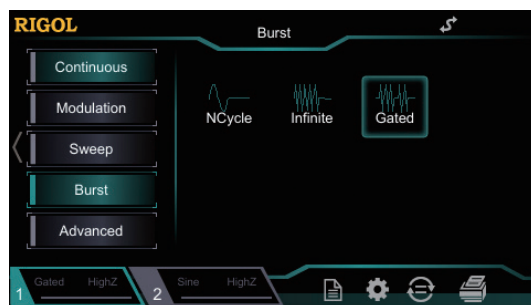 RIGOL
Burst
Continuous
Modulation
Sweep
Burst
Advanced
NCycle
Infinite
Gated
1
Gated HighZ
2
Sine HighZ